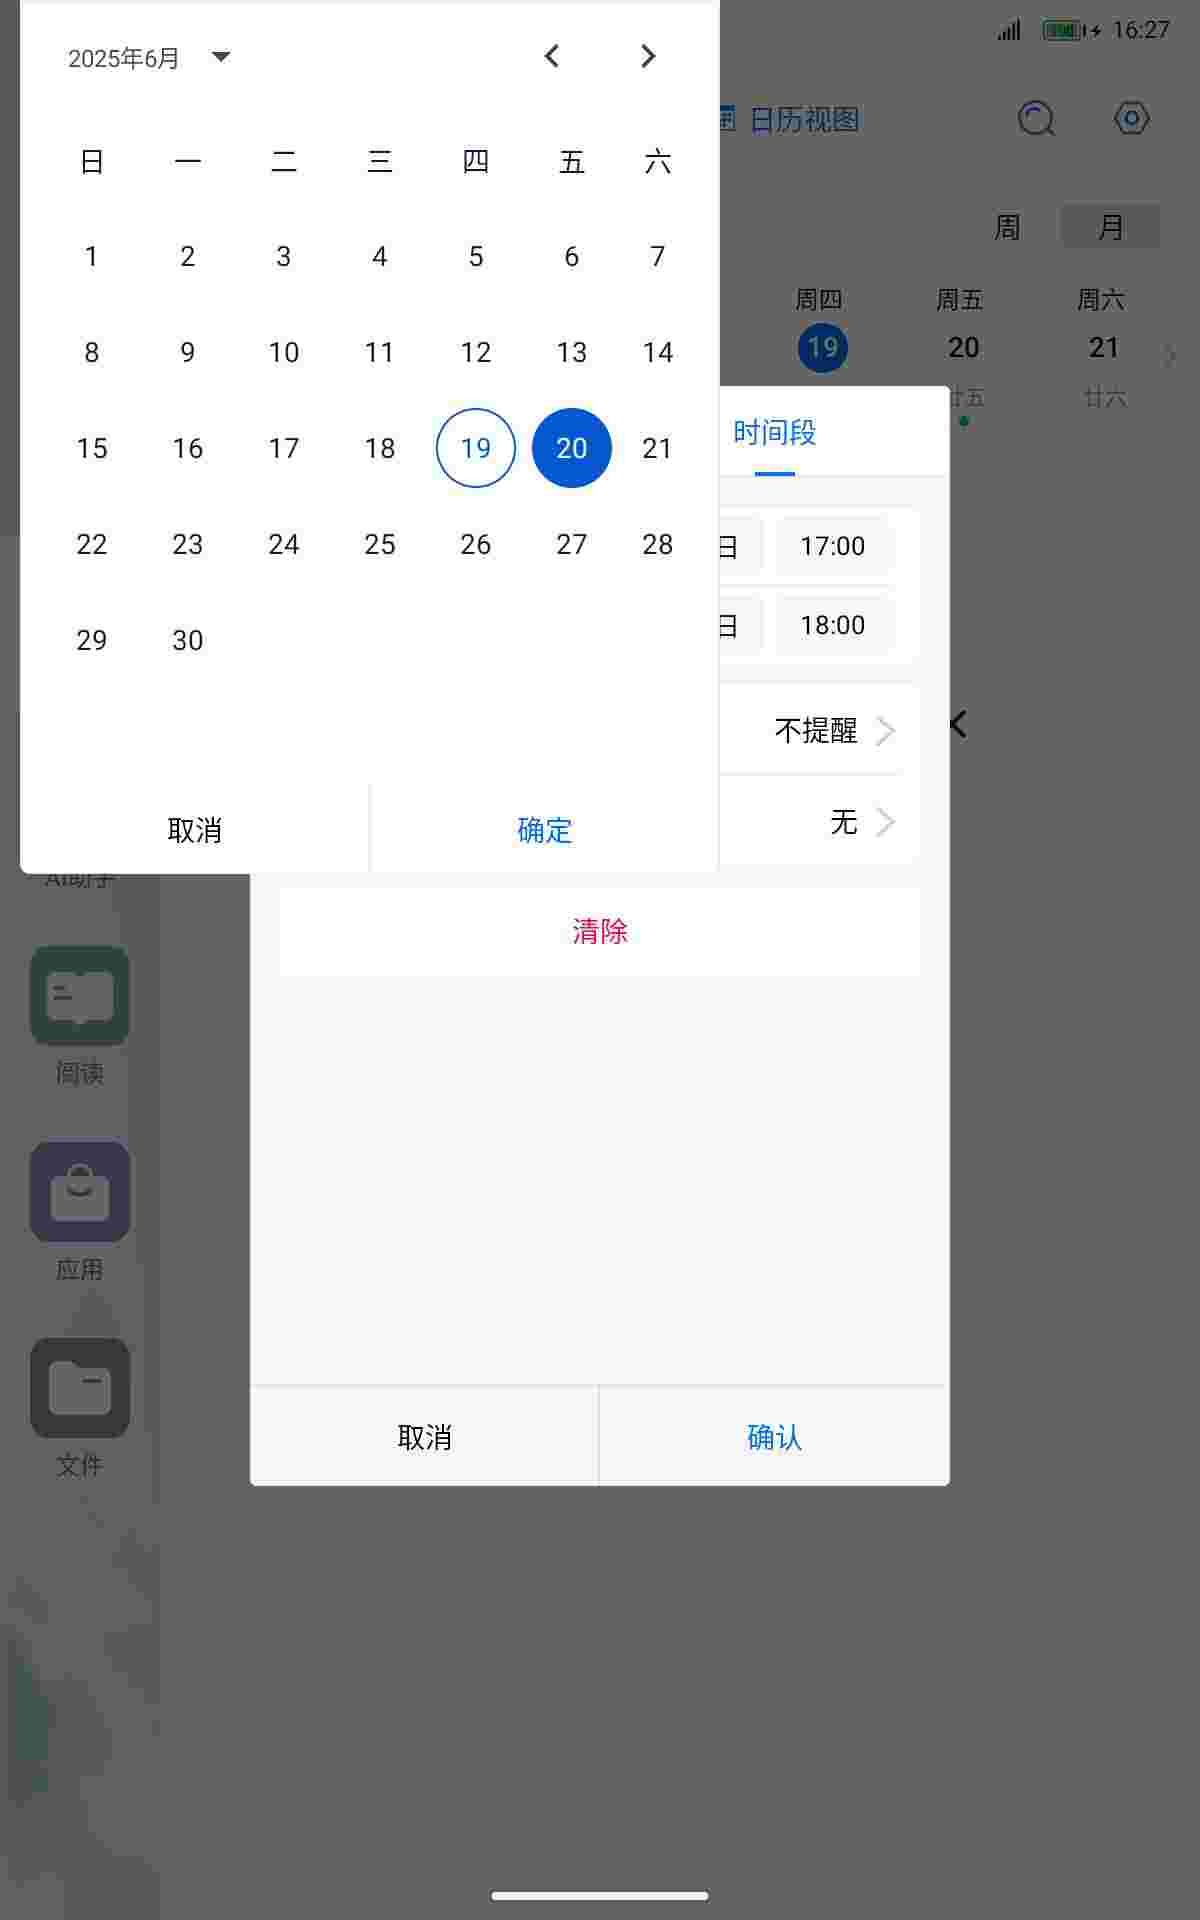 16:27
2025年6月
日历视图
日 一 二 三 四 五 六
1 2 3 4 5 6 7
周 月
8 9 10 11 12 13 14
周四 周五 周六
19 20 21
廿五 廿六
15 16 17 18 19 20 21
时间段
22 23 24 25 26 27 28
日 17:00
29 30
日 18:00
不提醒
无
取消 确定
AI助手
清除
阅读
应用
取消 确认
文件